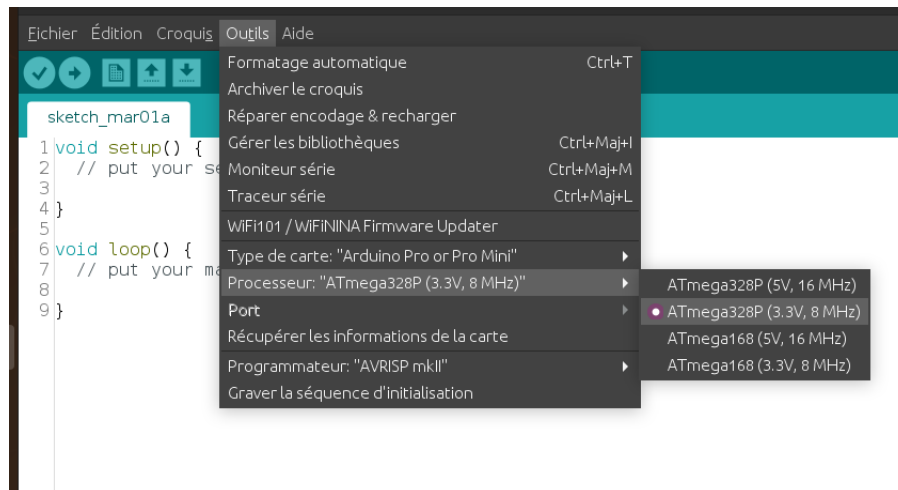 Fichier Édition Croquis Outils Aide
Formatage automatique Ctrl+T
Archiver le croquis
sketch_mar01a
Réparer encodage & recharger
1 void setup() {
Gérer les bibliothèques Ctrl+Maj+I
2 // put your se
Moniteur série Ctrl+Maj+M
3
Traceur série Ctrl+Maj+L
4 }
5
WiFi101 / WiFiNINA Firmware Updater
6 void loop() {
Type de carte: "Arduino Pro or Pro Mini"
7 // put your ma
Processeur: "ATmega328P (3.3V, 8 MHz)"
ATmega328P (5V, 16 MHz)
8
9 }
Port
ATmega328P (3.3V, 8 MHz)
Récupérer les informations de la carte
ATmega168 (5V, 16 MHz)
Programmateur: "AVRISP mkII"
ATmega168 (3.3V, 8 MHz)
Graver la séquence d'initialisation